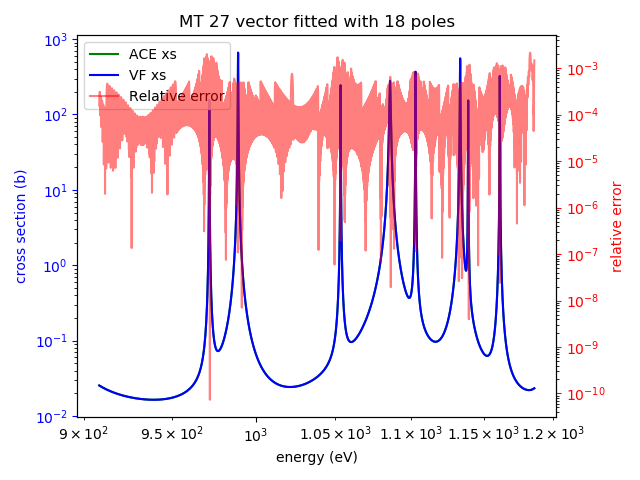 MT 27 vector fitted with 18 poles
ACE xs
VF xs
Relative error
10³
10²
10¹
10⁰
10⁻¹
10⁻²
cross section (b)
10⁻³
10⁻⁴
10⁻⁵
10⁻⁶
10⁻⁷
10⁻⁸
10⁻⁹
10⁻¹⁰
relative error
9 × 10² 9.5 × 10² 10³ 1.05 × 10³ 1.1 × 10³ 1.15 × 10³ 1.2 × 10³
energy (eV)